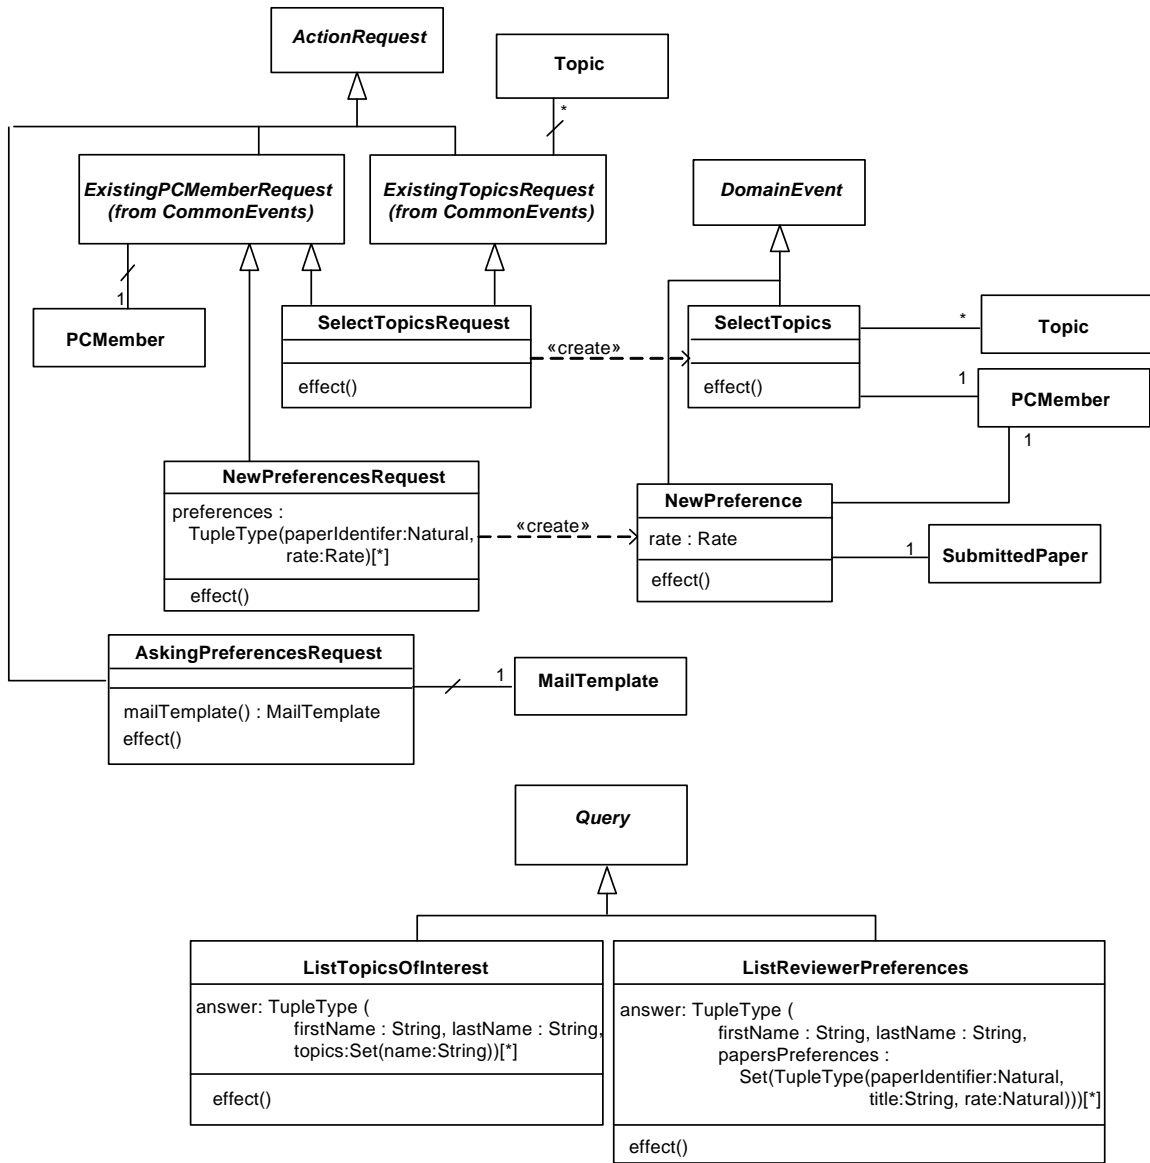 ActionRequest
Topic
*
ExistingPCMemberRequest
(from CommonEvents)
ExistingTopicsRequest
(from CommonEvents)
DomainEvent
1
PCMember
SelectTopicsRequest
effect()
«create»
SelectTopics
effect()
*
Topic
1
PCMember
1
NewPreferencesRequest
preferences :
TupleType(paperIdentifer:Natural,
rate:Rate)[*]
effect()
«create»
NewPreference
rate : Rate
effect()
1
SubmittedPaper
AskingPreferencesRequest
mailTemplate() : MailTemplate
effect()
1
MailTemplate
Query
ListTopicsOfInterest
answer: TupleType (
firstName : String, lastName : String,
topics:Set(name:String))[*]
effect()
ListReviewerPreferences
answer: TupleType (
firstName : String, lastName : String,
papersPreferences :
Set(TupleType(paperIdentifier:Natural,
title:String, rate:Natural)))[*]
effect()